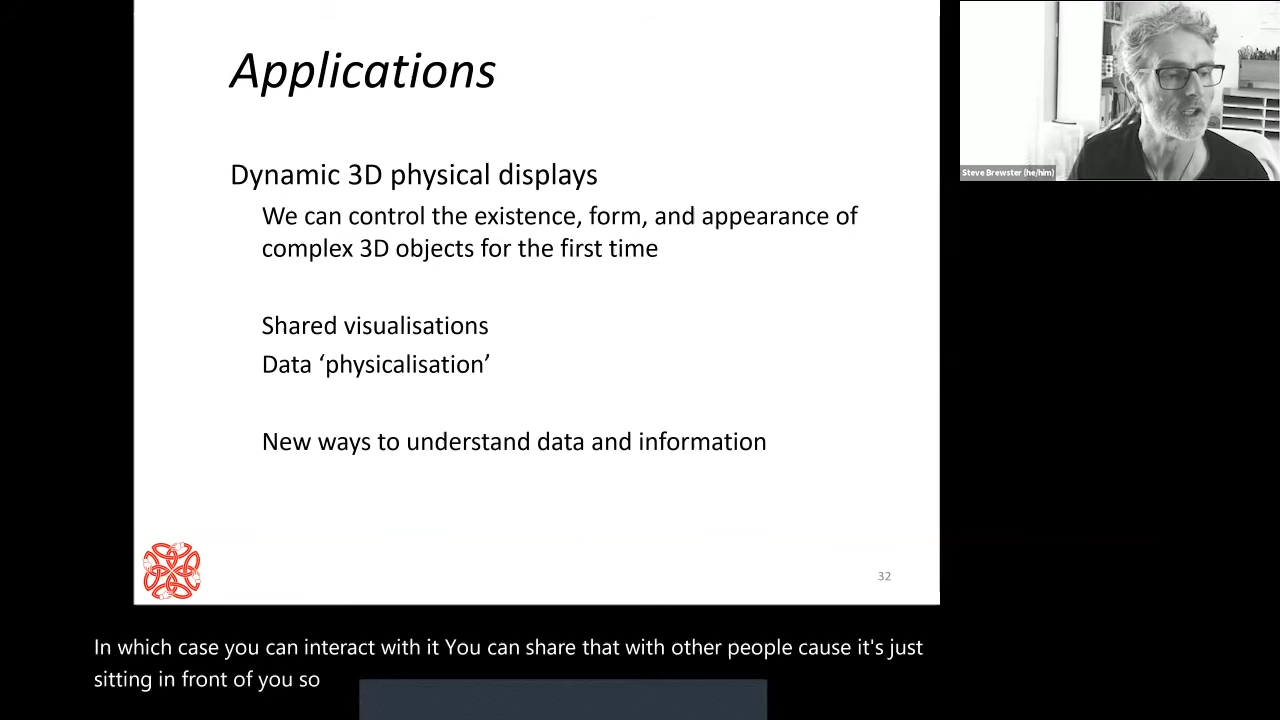 Applications
Dynamic 3D physical displays
We can control the existence, form, and appearance of
complex 3D objects for the first time
Shared visualisations
Data ‘physicalisation’
New ways to understand data and information
32
Steve Brewster (he/him)
In which case you can interact with it You can share that with other people cause it's just
sitting in front of you so